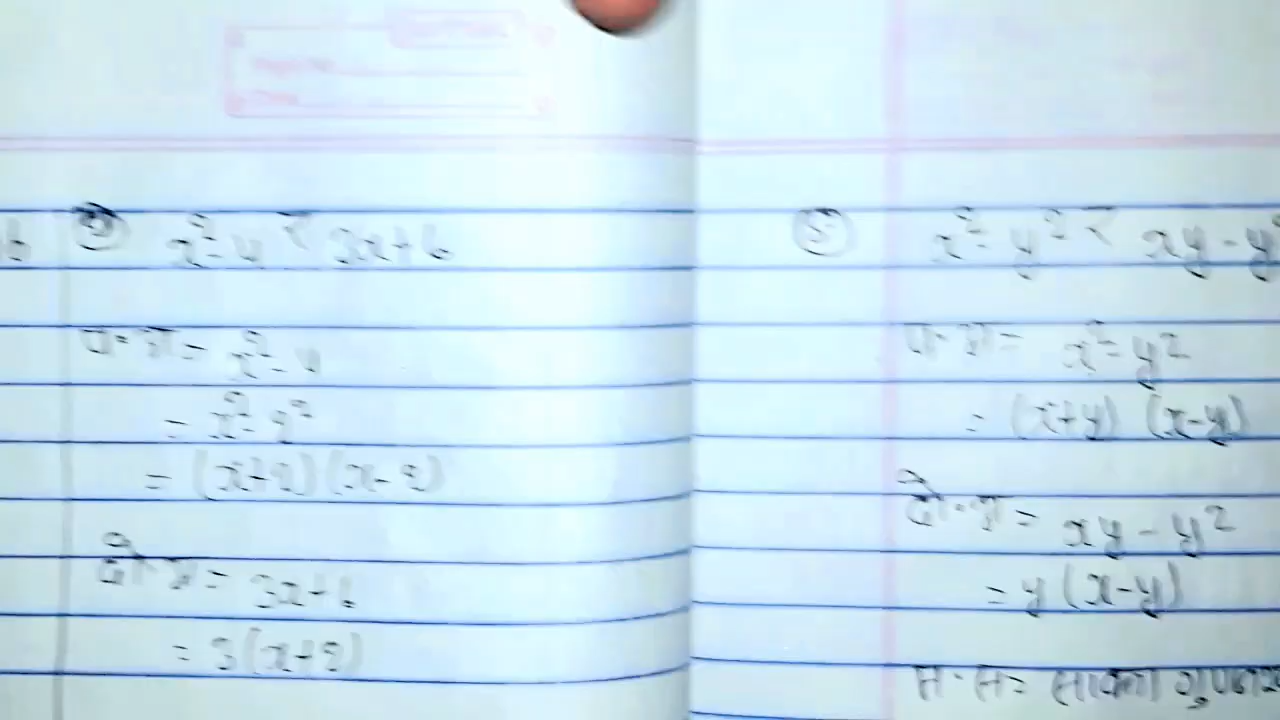 x² - 4 र 3x + 6
प. अ = x² - 4
= x² - 2²
= (x+2) (x-2)
दो. अ = 3x + 6
= 3(x+2)
5 x² - y² र xy - y²
प. अ = x² - y²
= (x+y) (x-y)
दो. अ = xy - y²
= y (x-y)
म. स =